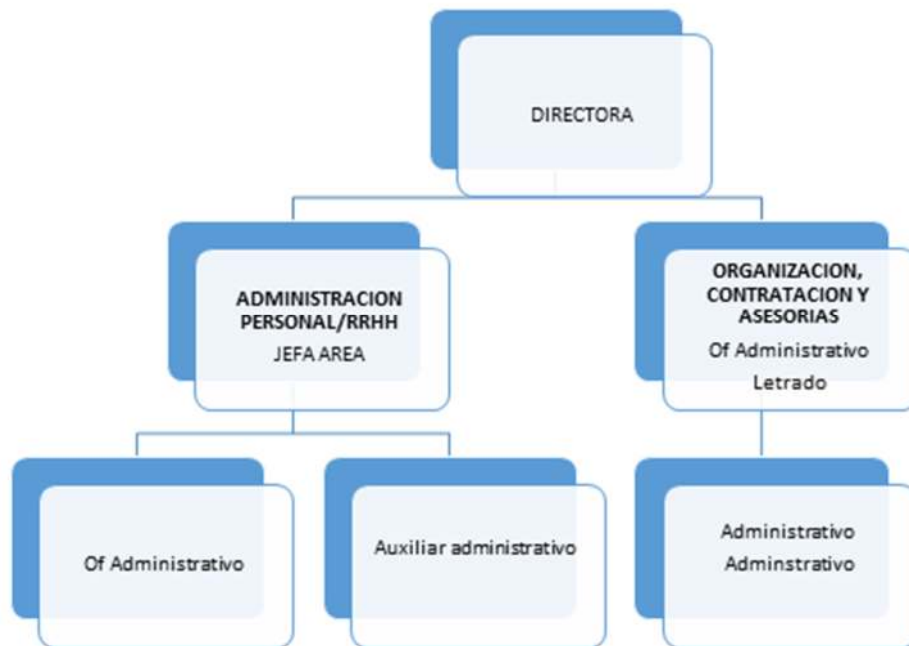 DIRECTORA
ADMINISTRACION
PERSONAL/RRHH
JEFA AREA
ORGANIZACION,
CONTRATACION Y
ASESORIAS
Of Administrativo
Letrado
Of Administrativo
Auxiliar administrativo
Administrativo
Adminstrativo